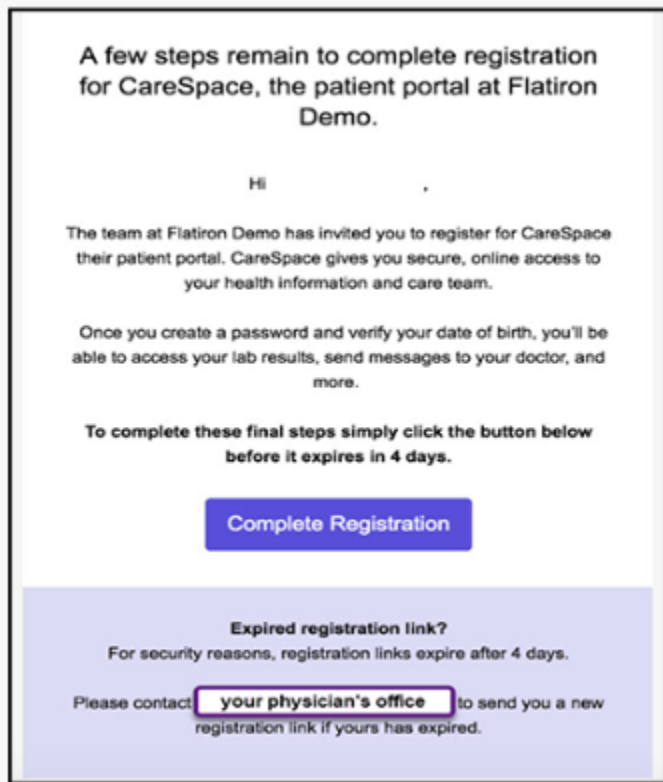 A few steps remain to complete registration
for CareSpace, the patient portal at Flatiron
Demo.
Hi ,
The team at Flatiron Demo has invited you to register for CareSpace
their patient portal. CareSpace gives you secure, online access to
your health information and care team.
Once you create a password and verify your date of birth, you'll be
able to access your lab results, send messages to your doctor, and
more.
To complete these final steps simply click the button below
before it expires in 4 days.
Complete Registration
Expired registration link?
For security reasons, registration links expire after 4 days.
Please contact your physician's office to send you a new
registration link if yours has expired.